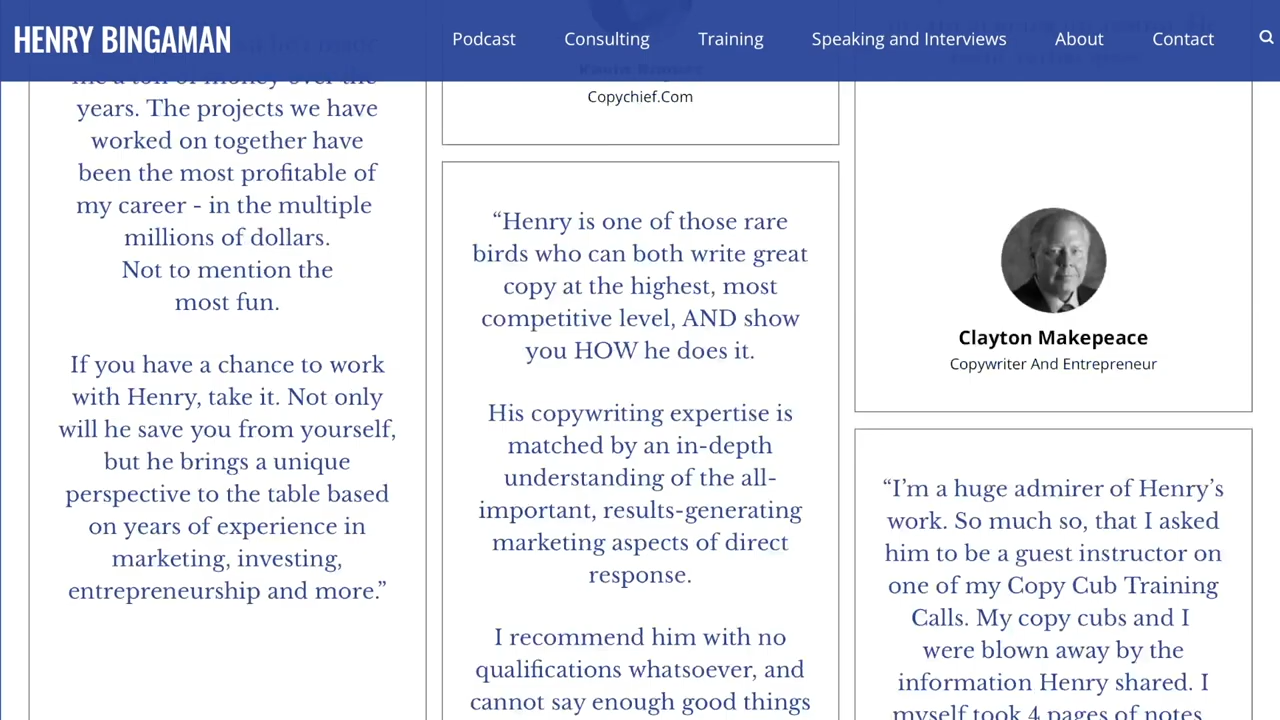 HENRY BINGAMAN
Podcast
Consulting
Training
Speaking and Interviews
About
Contact
me a ton of money over the
years. The projects we have
worked on together have
been the most profitable of
my career - in the multiple
millions of dollars.
Not to mention the
most fun.
If you have a chance to work
with Henry, take it. Not only
will he save you from yourself,
but he brings a unique
perspective to the table based
on years of experience in
marketing, investing,
entrepreneurship and more.”
Copychief.Com
“Henry is one of those rare
birds who can both write great
copy at the highest, most
competitive level, AND show
you HOW he does it.
His copywriting expertise is
matched by an in-depth
understanding of the all-
important, results-generating
marketing aspects of direct
response.
I recommend him with no
qualifications whatsoever, and
cannot say enough good things
Clayton Makepeace
Copywriter And Entrepreneur
“I’m a huge admirer of Henry’s
work. So much so, that I asked
him to be a guest instructor on
one of my Copy Cub Training
Calls. My copy cubs and I
were blown away by the
information Henry shared. I
myself took 4 pages of notes